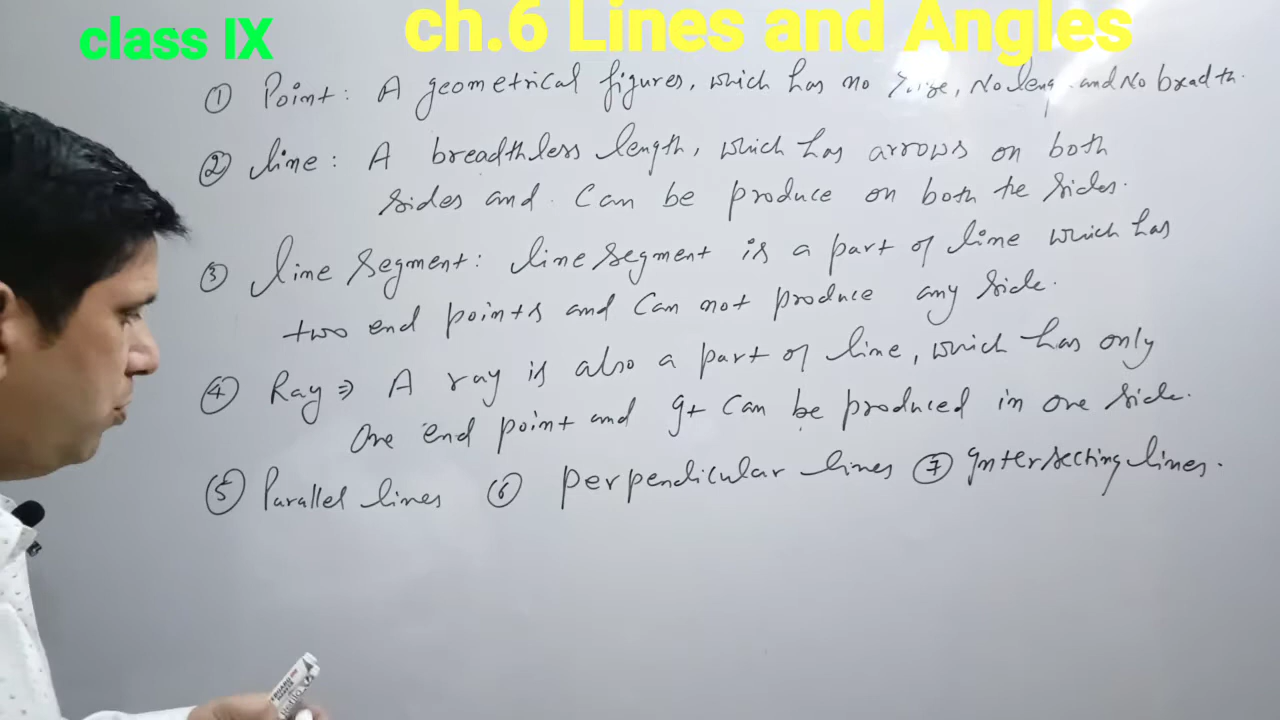 class IX
ch.6 Lines and Angles
① Point: A geometrical figures, which has no size, No leng and No breadth.
② line: A breadthless length, which has arrows on both
sides and can be produce on both the sides.
③ line segment: line segment is a part of line which has
two end points and can not produce any side.
④ Ray ⇒ A ray is also a part of line, which has only
one end point and It can be produced in one side.
⑤ Parallel lines ⑥ perpendicular lines ⑦ Intersecting lines.